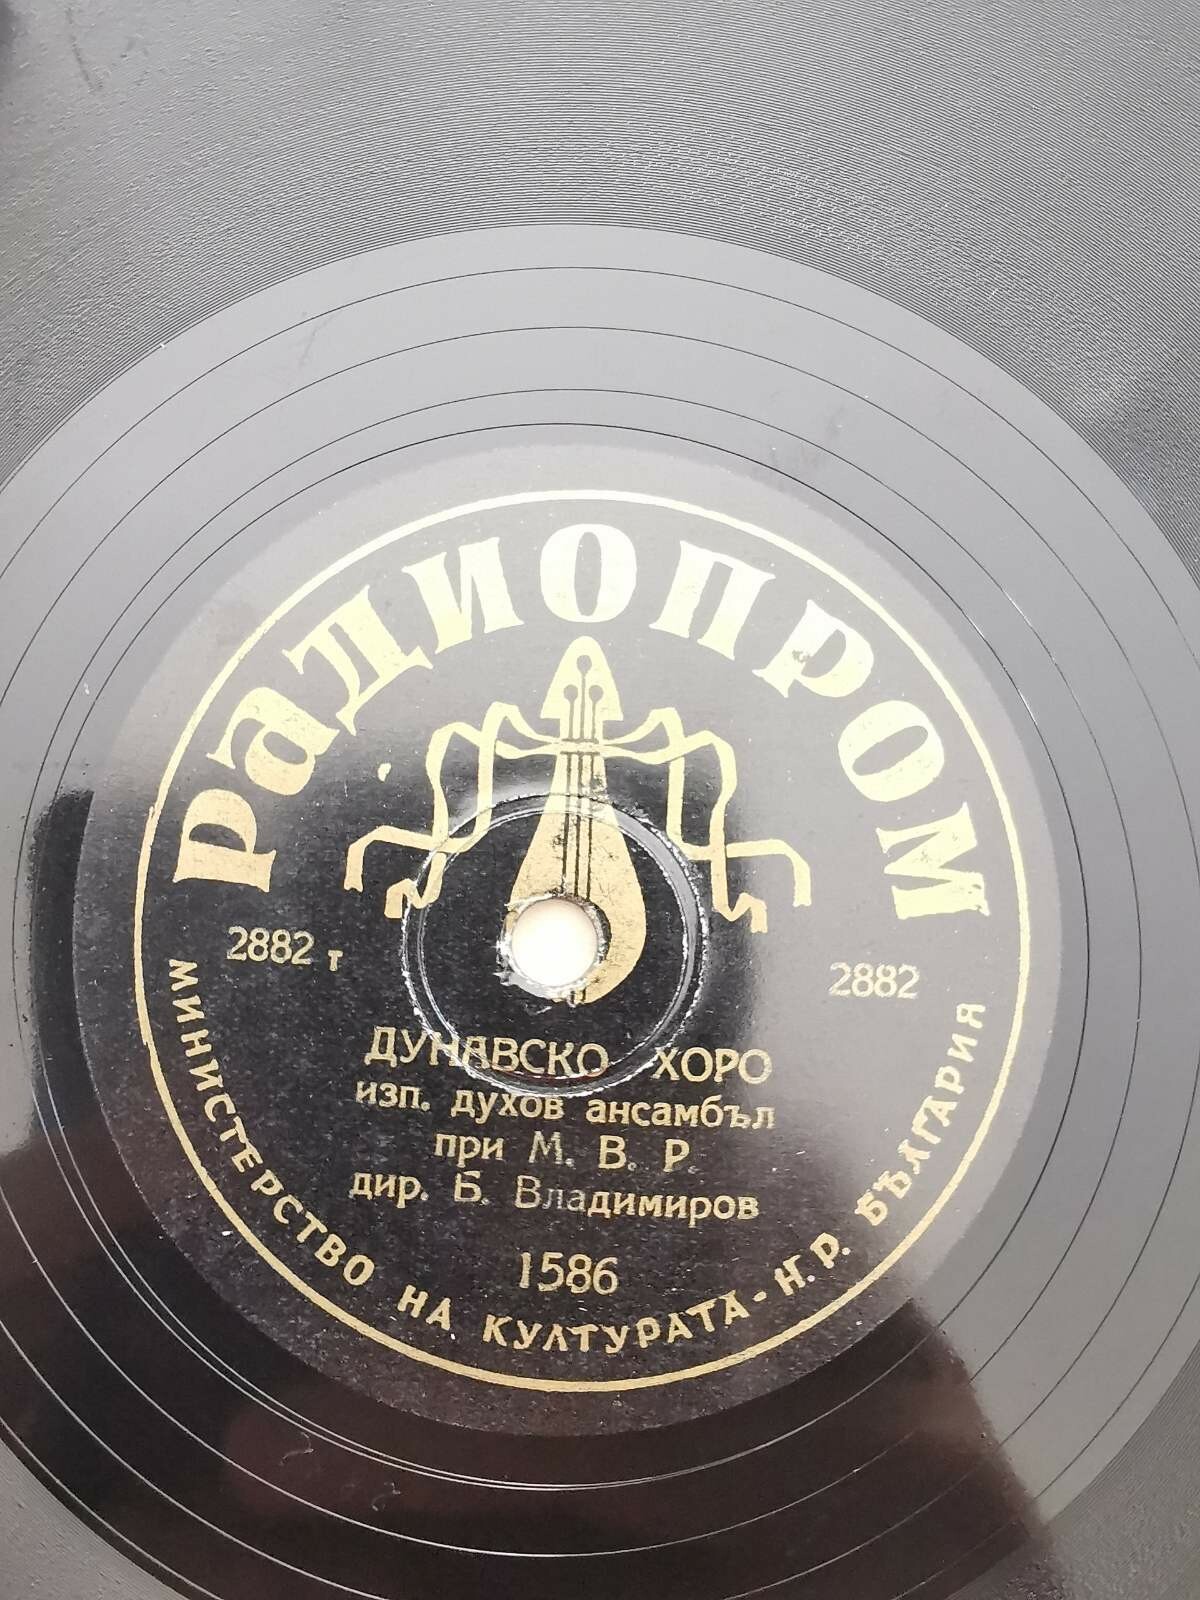 РАДИОПРОМ
2882 т
2882
ДУНАВСКО ХОРО
изп. духов ансамбъл
при М. В. Р.
дир. Б. Владимиров
1586
МИНИСТЕРСТВО НА КУЛТУРАТА - Н. Р. БЪЛГАРИЯ